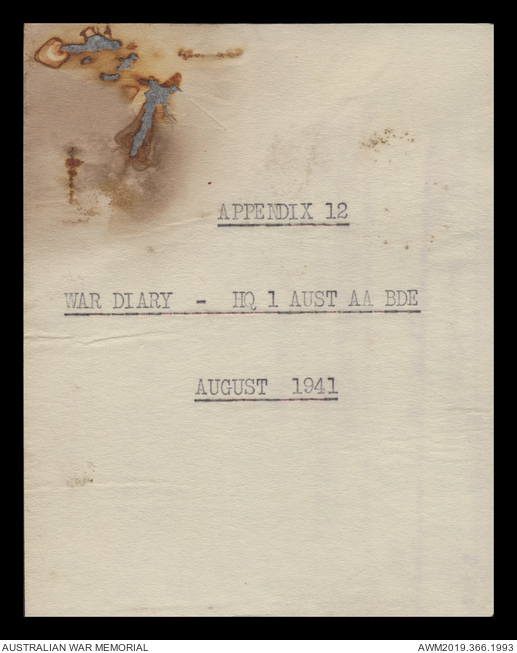 APPENDIX 12
WAR DIARY - HQ 1 AUST AA BDE
AUGUST 1941
AUSTRALIAN WAR MEMORIAL
AWM2019.366.1993